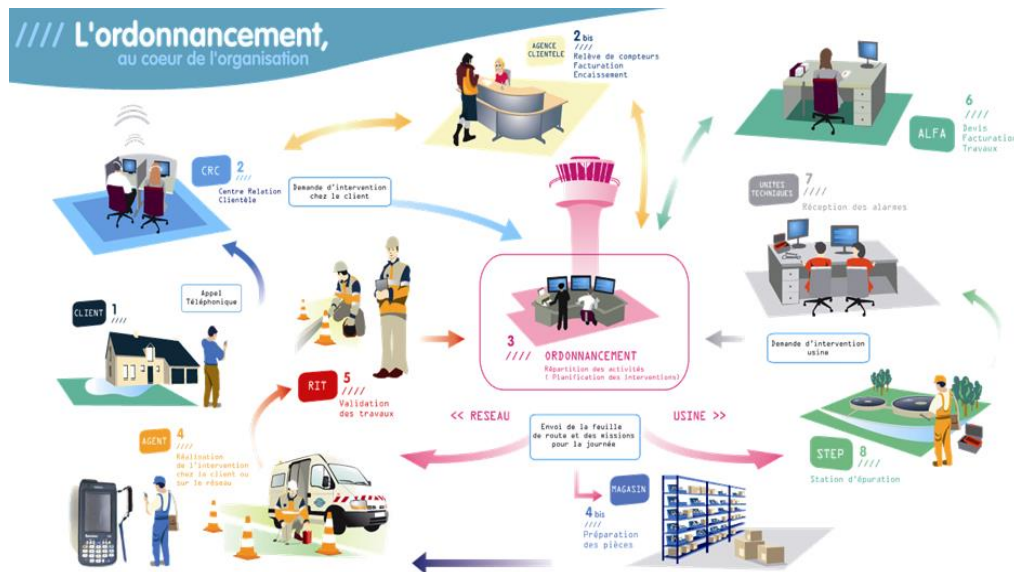 //// L'ordonnancement,
au coeur de l'organisation
AGENCE
CLIENTELE
2 bis
////
Relève de compteurs
Facturation
Encaissement
6
////
ALFA
Devis
Facturation
Travaux
CRC
2
////
Centre Relation
Clientèle
Demande d'intervention
chez le client
UNITES
TECHNIQUES
7
////
Réception des alarmes
Appel
Téléphonique
CLIENT
1
////
3
//// ORDONNANCEMENT
Répartition des activités
( Planification des interventions)
Demande d'intervention
usine
RIT
5
////
Validation
des travaux
<< RESEAU
USINE >>
Envoi de la feuille
de route et des missions
pour la journée
AGENT
4
////
Réalisation
de l'intervention
chez le client ou
sur le réseau
STEP
8
////
Station d'épuration
MAGASIN
4 bis
////
Préparation
des pièces